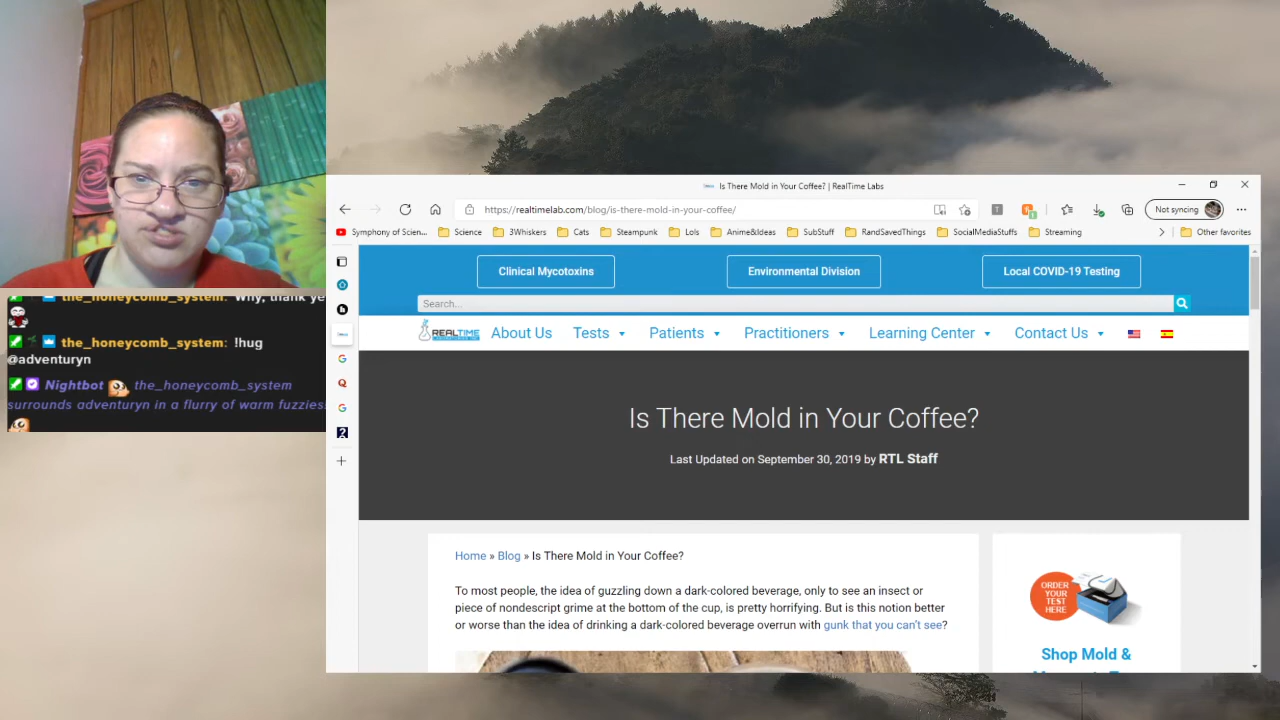 the_honeycomb_system: Why, thank ye
the_honeycomb_system: !hug
@adventuryn
Nightbot the_honeycomb_system
surrounds adventuryn in a flurry of warm fuzzies!
Is There Mold in Your Coffee? | RealTime Labs
https://realtimelab.com/blog/is-there-mold-in-your-coffee/
Not syncing
Symphony of Scien... Science 3Whiskers Cats Steampunk Lols Anime&Ideas SubStuff RandSavedThings SocialMediaStuffs Streaming Other favorites
Clinical Mycotoxins Environmental Division Local COVID-19 Testing
Search...
REALTIME About Us Tests Patients Practitioners Learning Center Contact Us
Is There Mold in Your Coffee?
Last Updated on September 30, 2019 by RTL Staff
Home » Blog » Is There Mold in Your Coffee?
To most people, the idea of guzzling down a dark-colored beverage, only to see an insect or
piece of nondescript grime at the bottom of the cup, is pretty horrifying. But is this notion better
or worse than the idea of drinking a dark-colored beverage overrun with gunk that you can't see?
ORDER
YOUR
TEST
HERE
Shop Mold &